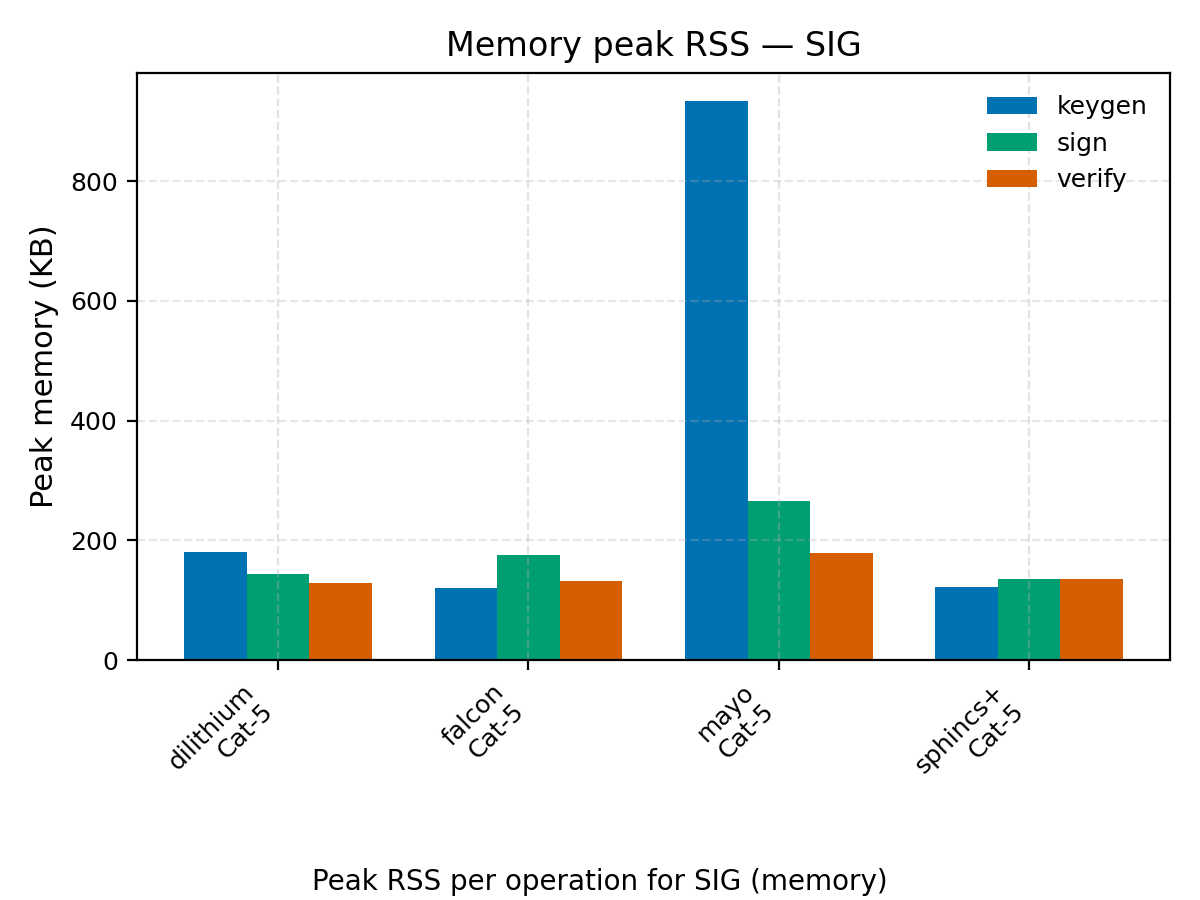 Memory peak RSS — SIG
keygen
sign
verify
Peak memory (KB)
800
600
400
200
0
dilithium
Cat-5
falcon
Cat-5
mayo
Cat-5
sphincs+
Cat-5
Peak RSS per operation for SIG (memory)